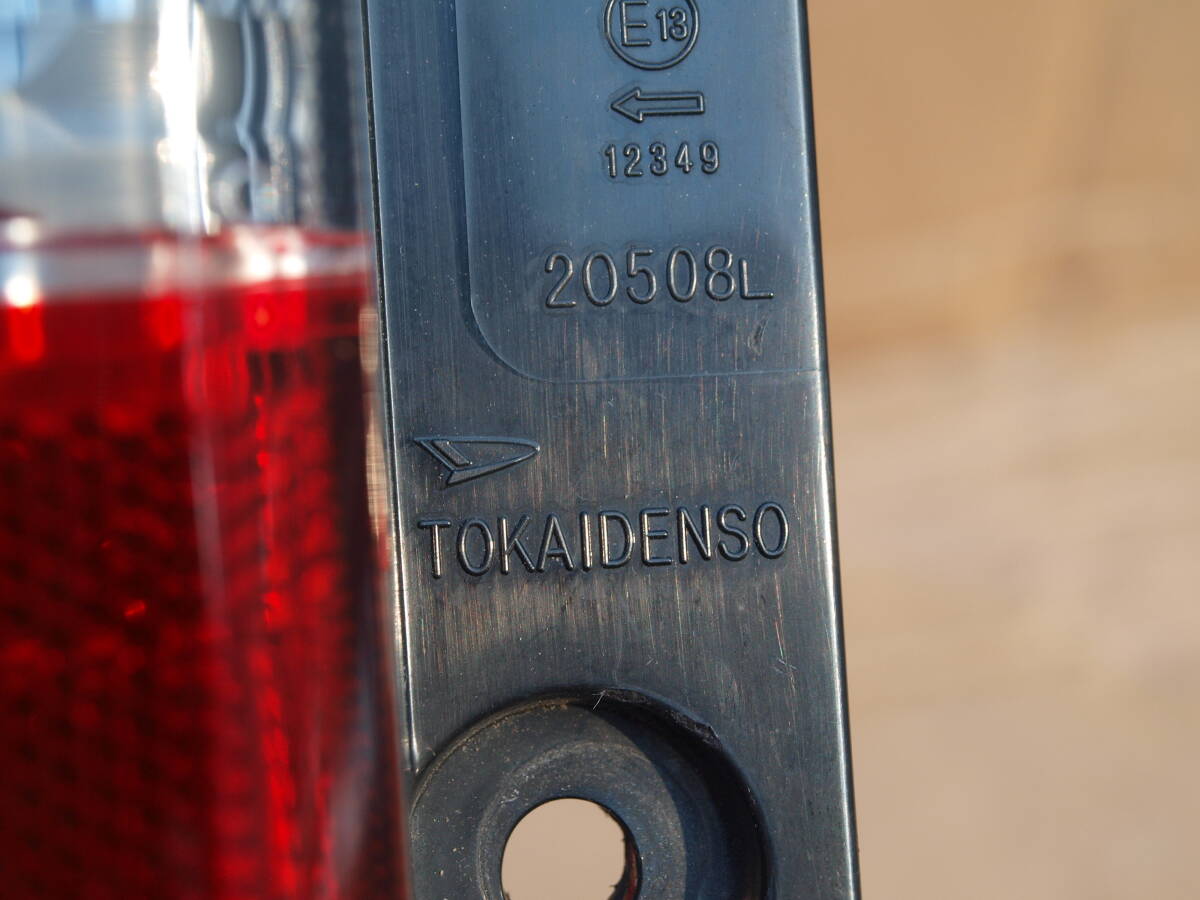 E13
12349
20508L
TOKAIDENSO